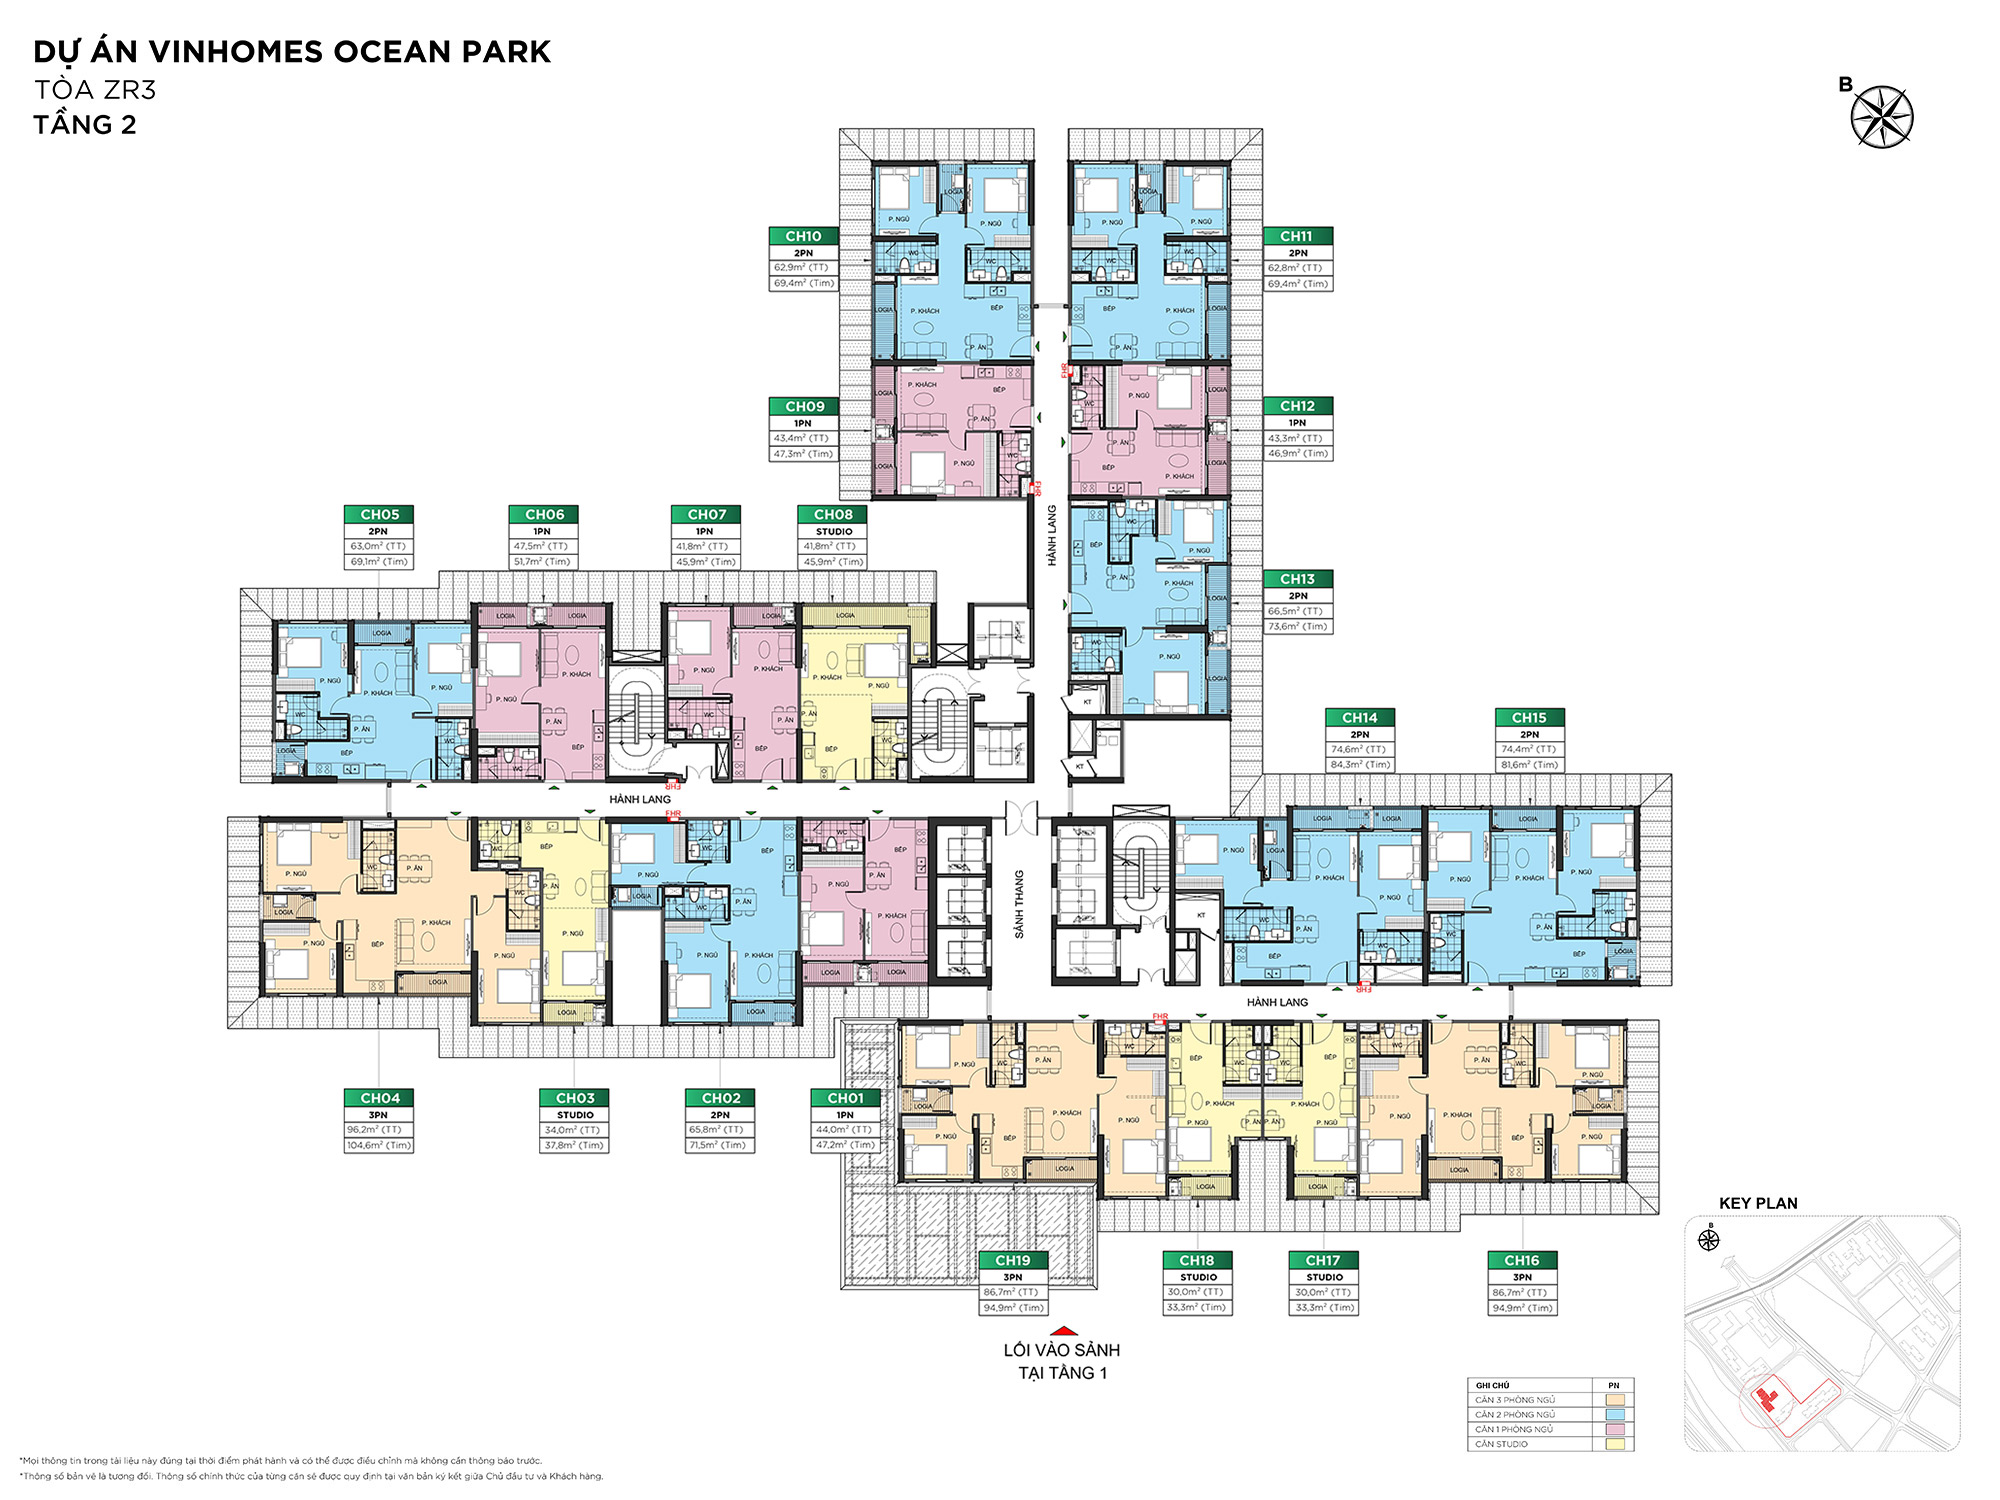 DỰ ÁN VINHOMES OCEAN PARK
TÒA ZR3
TẦNG 2
B
CH10
2PN
62,9m² (TT)
69,4m² (Tim)
CH11
2PN
62,8m² (TT)
69,4m² (Tim)
CH09
1PN
43,4m² (TT)
47,3m² (Tim)
CH12
1PN
43,3m² (TT)
46,9m² (Tim)
CH05
2PN
63,0m² (TT)
69,1m² (Tim)
CH06
1PN
47,5m² (TT)
51,7m² (Tim)
CH07
1PN
41,8m² (TT)
45,9m² (Tim)
CH08
STUDIO
41,8m² (TT)
45,9m² (Tim)
CH13
2PN
66,5m² (TT)
73,6m² (Tim)
CH14
2PN
74,6m² (TT)
84,3m² (Tim)
CH15
2PN
74,4m² (TT)
81,6m² (Tim)
P. NGỦ
LOGIA
WC
P. KHÁCH
BẾP
P. ĂN
FHR
KT
HÀNH LANG
HÀNH LANG
SẢNH THANG
HÀNH LANG
CH04
3PN
96,2m² (TT)
104,6m² (Tim)
CH03
STUDIO
34,0m² (TT)
37,8m² (Tim)
CH02
2PN
65,8m² (TT)
71,5m² (Tim)
CH01
1PN
44,0m² (TT)
47,2m² (Tim)
CH19
3PN
86,7m² (TT)
94,9m² (Tim)
CH18
STUDIO
30,0m² (TT)
33,3m² (Tim)
CH17
STUDIO
30,0m² (TT)
33,3m² (Tim)
CH16
3PN
86,7m² (TT)
94,9m² (Tim)
LỐI VÀO SẢNH
TẠI TẦNG 1
KEY PLAN
B
GHI CHÚ PN
CĂN 3 PHÒNG NGỦ
CĂN 2 PHÒNG NGỦ
CĂN 1 PHÒNG NGỦ
CĂN STUDIO
*Mọi thông tin trong tài liệu này đúng tại thời điểm phát hành và có thể được điều chỉnh mà không cần thông báo trước.
*Thông số bản vẽ là tương đối. Thông số chính thức của từng căn sẽ được quy định tại văn bản ký kết giữa Chủ đầu tư và Khách hàng.